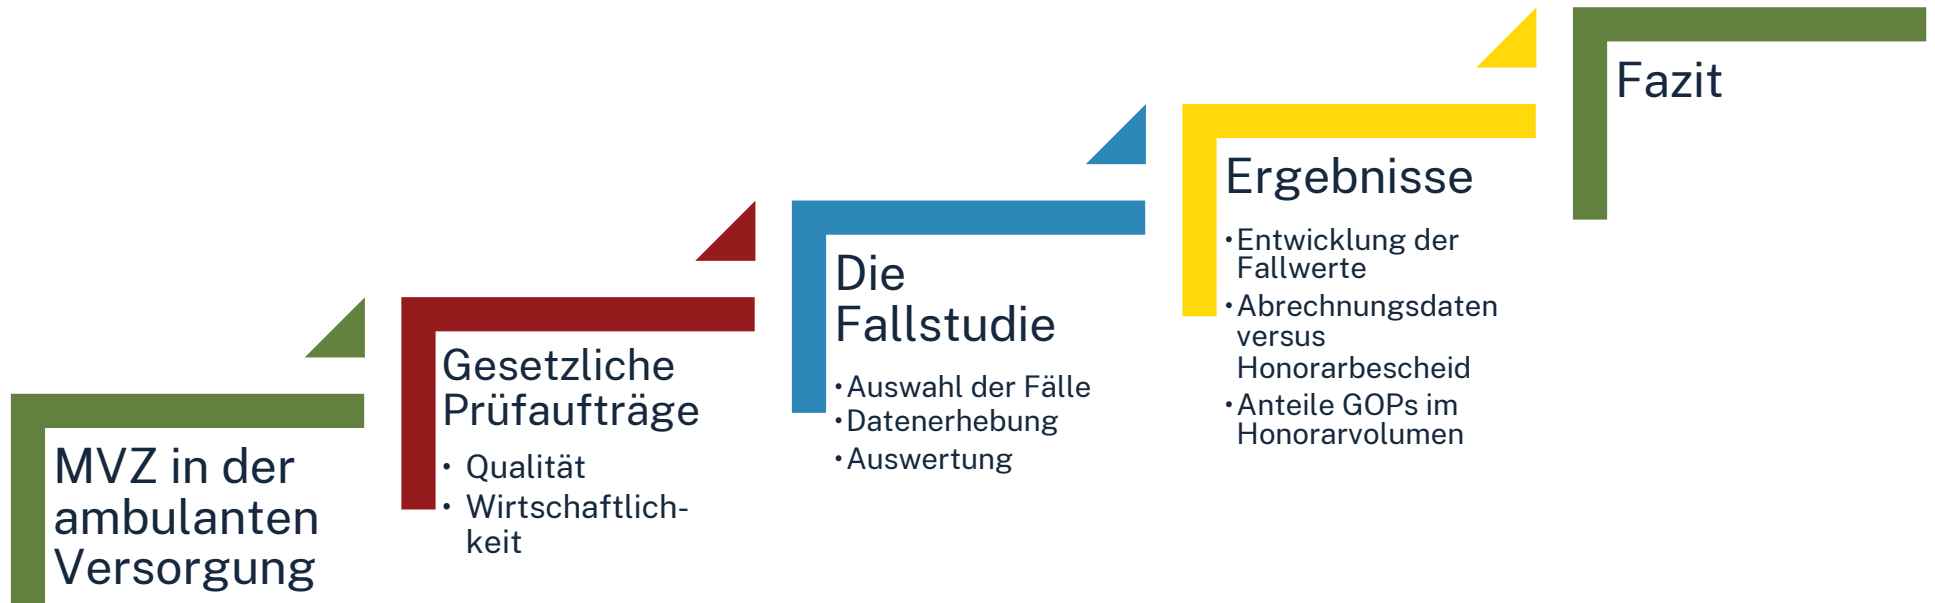 MVZ in der
ambulanten
Versorgung
Gesetzliche
Prüfaufträge
• Qualität
• Wirtschaftlich-
keit
Die
Fallstudie
• Auswahl der Fälle
• Datenerhebung
• Auswertung
Ergebnisse
• Entwicklung der
Fallwerte
• Abrechnungsdaten
versus
Honorarbescheid
• Anteile GOPs im
Honorarvolumen
Fazit